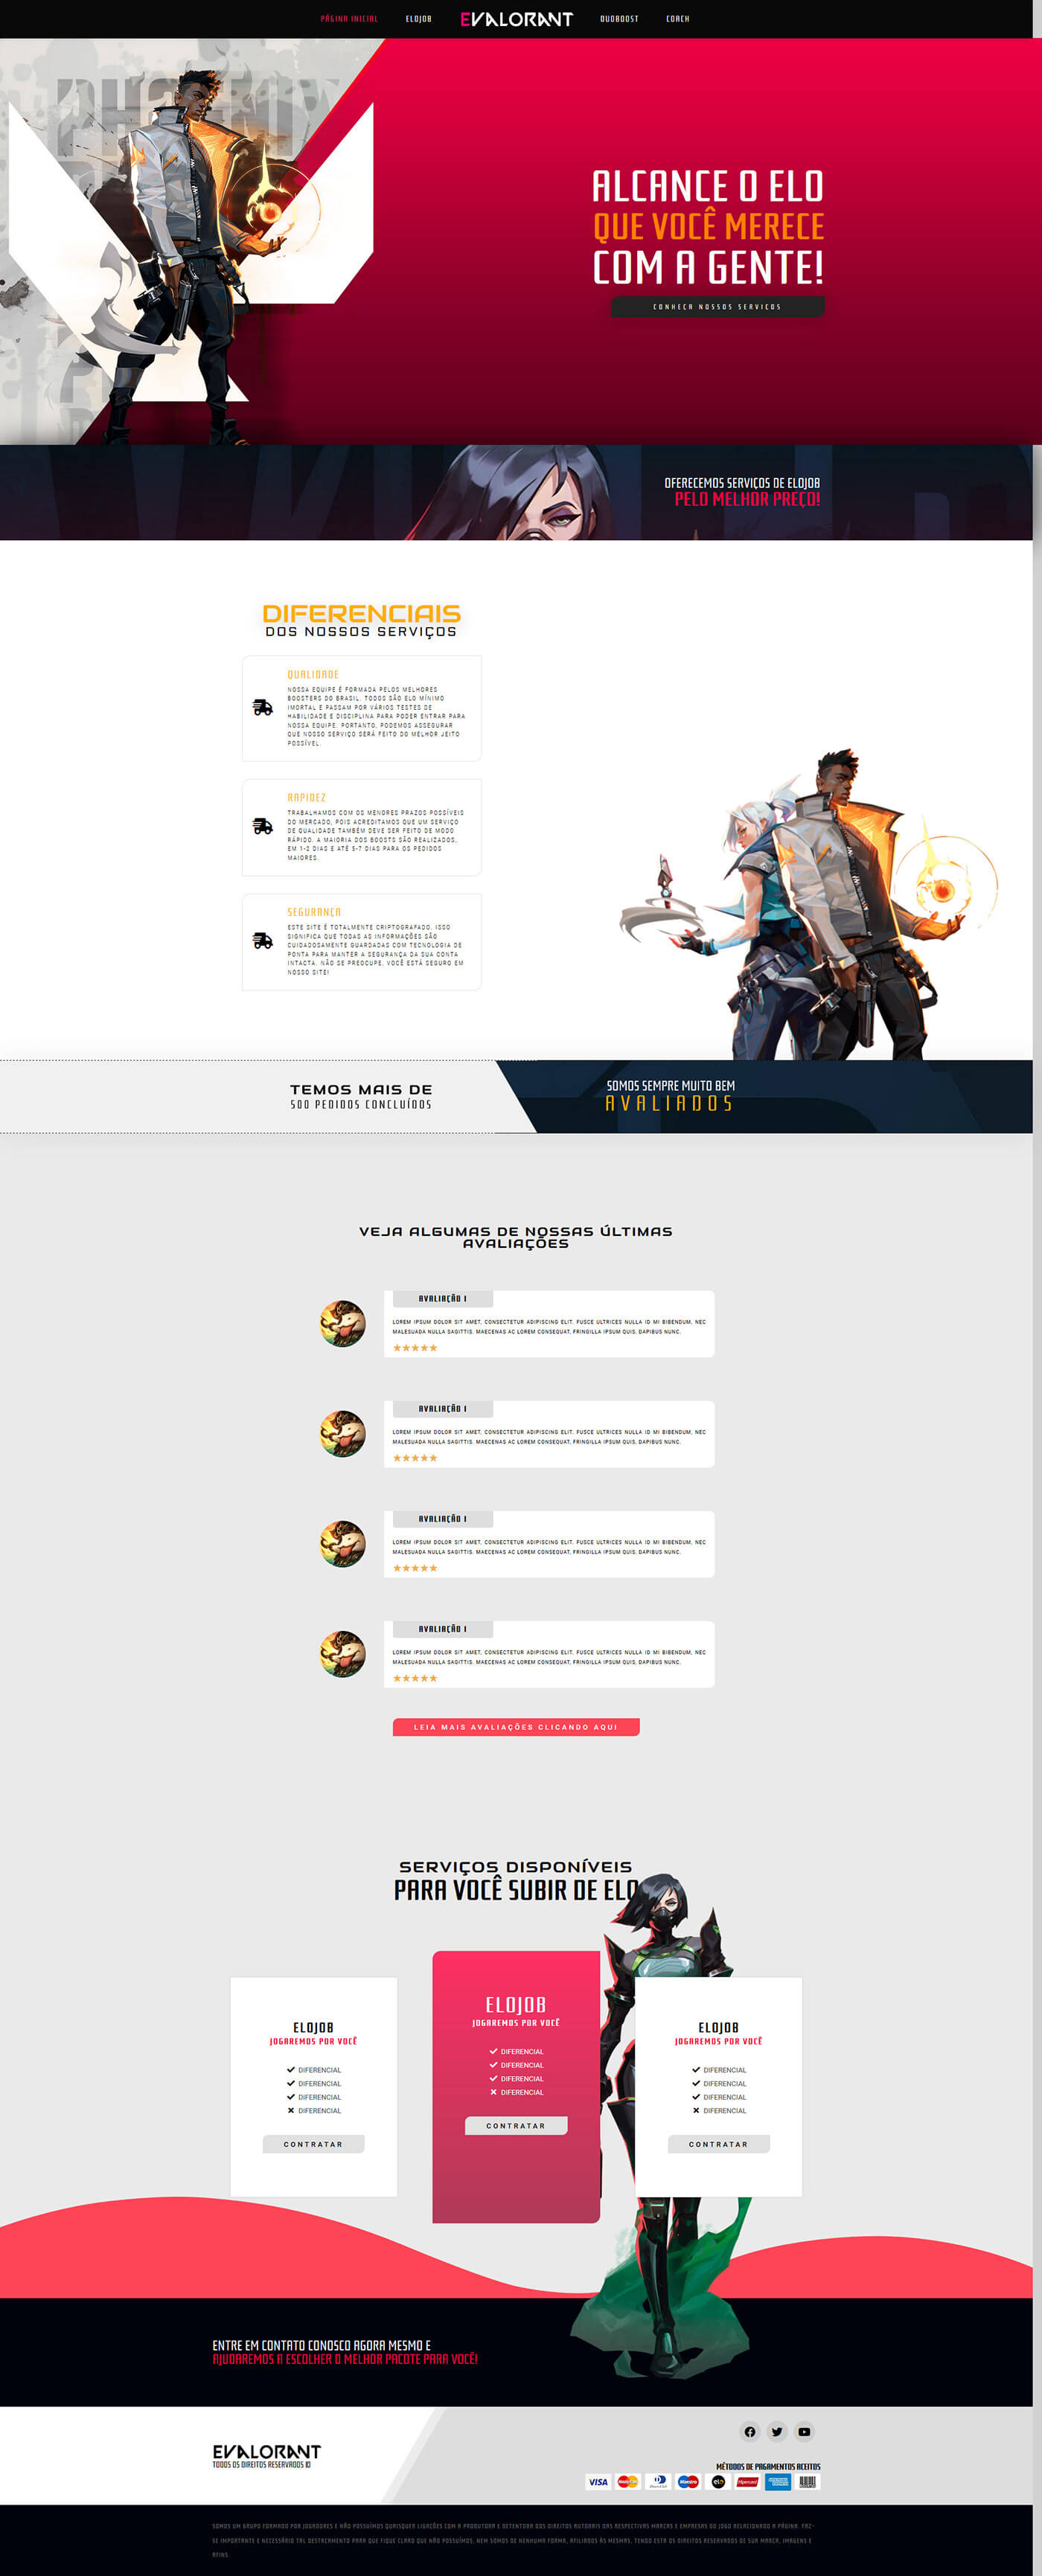 PÁGINA INICIAL
ELOJOB
EVALORANT
DUOBOOST
COACH
ALCANCE O ELO
QUE VOCÊ MERECE
COM A GENTE!
CONHEÇA NOSSOS SERVIÇOS
OFERECEMOS SERVIÇOS DE ELOJOB
PELO MELHOR PREÇO!
DIFERENCIAIS
DOS NOSSOS SERVIÇOS
QUALIDADE
NOSSA EQUIPE É FORMADA PELOS MELHORES
BOOSTERS DO BRASIL. TODOS SÃO ELO MÍNIMO
IMORTAL E PASSAM POR VÁRIOS TESTES DE
HABILIDADE E DISCIPLINA PARA PODER ENTRAR PARA
NOSSA EQUIPE. PORTANTO, PODEMOS ASSEGURAR
QUE NOSSO SERVIÇO SERÁ FEITO DO MELHOR JEITO
POSSÍVEL.
RAPIDEZ
TRABALHAMOS COM OS MENORES PRAZOS POSSÍVEIS
DO MERCADO, POIS ACREDITAMOS QUE UM SERVIÇO
DE QUALIDADE TAMBÉM DEVE SER FEITO DE MODO
RÁPIDO. A MAIORIA DOS BOOSTS SÃO REALIZADOS,
EM 1-2 DIAS E ATÉ 5-7 DIAS PARA OS PEDIDOS
MAIORES.
SEGURANÇA
ESTE SITE É TOTALMENTE CRIPTOGRAFADO. ISSO
SIGNIFICA QUE TODAS AS INFORMAÇÕES SÃO
CUIDADOSAMENTE GUARDADAS COM TECNOLOGIA DE
PONTA PARA MANTER A SEGURANÇA DA SUA CONTA
INTACTA. NÃO SE PREOCUPE, VOCÊ ESTÁ SEGURO EM
NOSSO SITE!
TEMOS MAIS DE
500 PEDIDOS CONCLUÍDOS
SOMOS SEMPRE MUITO BEM
AVALIADOS
VEJA ALGUMAS DE NOSSAS ÚLTIMAS
AVALIAÇÕES
AVALIAÇÃO 1
LOREM IPSUM DOLOR SIT AMET, CONSECTETUR ADIPISCING ELIT. FUSCE ULTRICES NULLA ID MI BIBENDUM, NEC
MALESUADA NULLA SAGITTIS. MAECENAS AC LOREM CONSEQUAT, FRINGILLA IPSUM QUIS, DAPIBUS NUNC.
AVALIAÇÃO 1
LOREM IPSUM DOLOR SIT AMET, CONSECTETUR ADIPISCING ELIT. FUSCE ULTRICES NULLA ID MI BIBENDUM, NEC
MALESUADA NULLA SAGITTIS. MAECENAS AC LOREM CONSEQUAT, FRINGILLA IPSUM QUIS, DAPIBUS NUNC.
AVALIAÇÃO 1
LOREM IPSUM DOLOR SIT AMET, CONSECTETUR ADIPISCING ELIT. FUSCE ULTRICES NULLA ID MI BIBENDUM, NEC
MALESUADA NULLA SAGITTIS. MAECENAS AC LOREM CONSEQUAT, FRINGILLA IPSUM QUIS, DAPIBUS NUNC.
AVALIAÇÃO 1
LOREM IPSUM DOLOR SIT AMET, CONSECTETUR ADIPISCING ELIT. FUSCE ULTRICES NULLA ID MI BIBENDUM, NEC
MALESUADA NULLA SAGITTIS. MAECENAS AC LOREM CONSEQUAT, FRINGILLA IPSUM QUIS, DAPIBUS NUNC.
LEIA MAIS AVALIAÇÕES CLICANDO AQUI
SERVIÇOS DISPONÍVEIS
PARA VOCÊ SUBIR DE ELO
ELOJOB
JOGAREMOS POR VOCÊ
DIFERENCIAL
DIFERENCIAL
DIFERENCIAL
DIFERENCIAL
CONTRATAR
ELOJOB
JOGAREMOS POR VOCÊ
DIFERENCIAL
DIFERENCIAL
DIFERENCIAL
DIFERENCIAL
CONTRATAR
ELOJOB
JOGAREMOS POR VOCÊ
DIFERENCIAL
DIFERENCIAL
DIFERENCIAL
DIFERENCIAL
CONTRATAR
ENTRE EM CONTATO CONOSCO AGORA MESMO E
AJUDAREMOS A ESCOLHER O MELHOR PACOTE PARA VOCÊ!
EVALORANT
TODOS OS DIREITOS RESERVADOS
MÉTODOS DE PAGAMENTOS ACEITOS
VISA
elo
SOMOS UM GRUPO FORMADO POR JOGADORES E NÃO POSSUÍMOS QUAISQUER LIGAÇÕES COM A PRODUTORA E DETENTORA DOS DIREITOS AUTORAIS DAS RESPECTIVAS MARCAS E EMPRESAS DO JOGO RELACIONADO A PÁGINA. FAZ-
SE IMPORTANTE E NECESSÁRIO TAL DESTACAMENTO PARA QUE FIQUE CLARO QUE NÃO POSSUÍMOS, NEM SOMOS DE NENHUMA FORMA, AFILIADOS ÀS MESMAS, TENDO ESTA OS DIREITOS RESERVADOS DE SUA MARCA, IMAGENS E
AFINS.